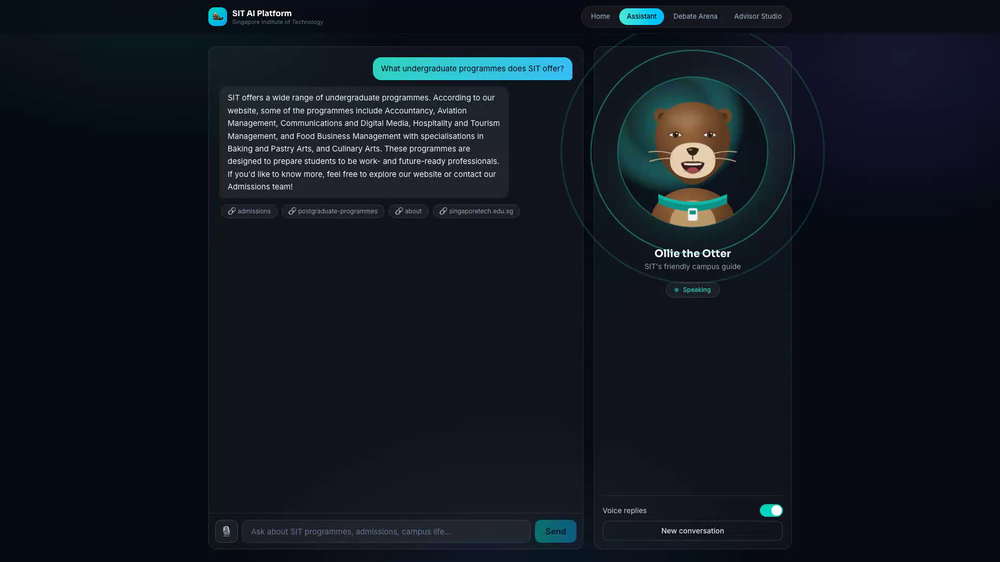 SIT AI Platform
Singapore Institute of Technology
Home
Assistant
Debate Arena
Advisor Studio
What undergraduate programmes does SIT offer?
SIT offers a wide range of undergraduate programmes. According to our
website, some of the programmes include Accountancy, Aviation
Management, Communications and Digital Media, Hospitality and Tourism
Management, and Food Business Management with specialisations in
Baking and Pastry Arts, and Culinary Arts. These programmes are
designed to prepare students to be work- and future-ready professionals.
If you'd like to know more, feel free to explore our website or contact our
Admissions team!
admissions
postgraduate-programmes
about
singaporetech.edu.sg
Ask about SIT programmes, admissions, campus life...
Send
Ollie the Otter
SIT's friendly campus guide
Speaking
Voice replies
New conversation